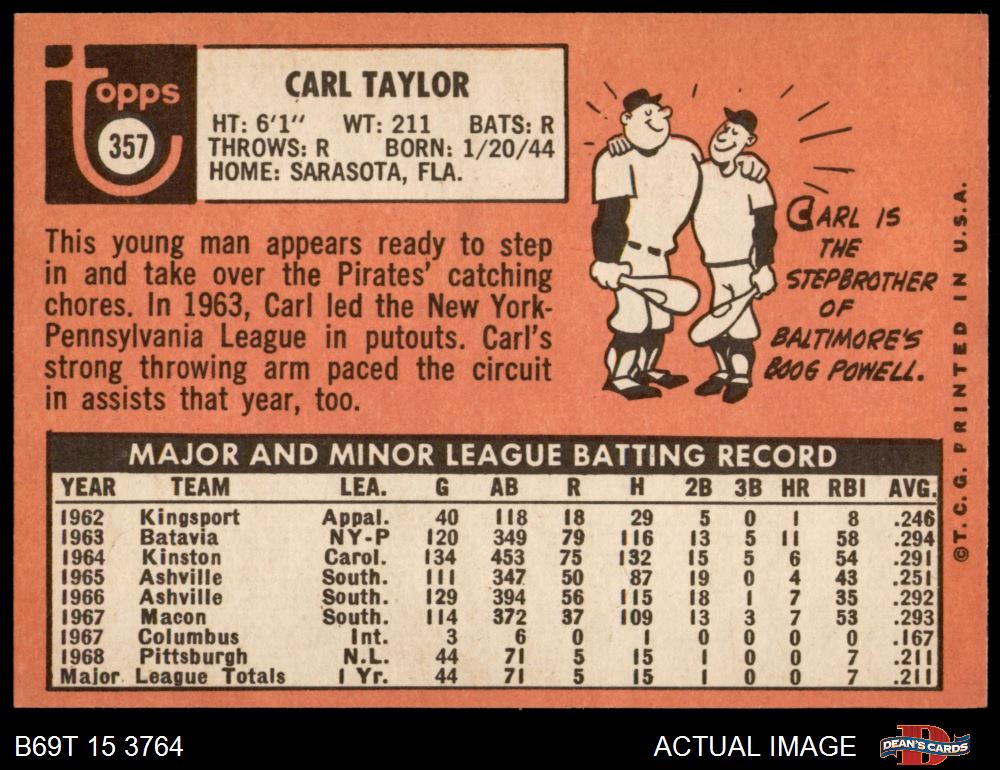 Topps
357
CARL TAYLOR
HT: 6'1" WT: 211 BATS: R
THROWS: R BORN: 1/20/44
HOME: SARASOTA, FLA.
This young man appears ready to step
in and take over the Pirates' catching
chores. In 1963, Carl led the New York-
Pennsylvania League in putouts. Carl's
strong throwing arm paced the circuit
in assists that year, too.
CARL IS
THE
STEPBROTHER
OF
BALTIMORE'S
BOOG POWELL.
MAJOR AND MINOR LEAGUE BATTING RECORD
YEAR TEAM LEA. G AB R H 2B 3B HR RBI AVG.
1962 Kingsport Appal. 40 118 18 29 5 0 1 8 .246
1963 Batavia NY-P 120 349 79 116 13 5 11 58 .294
1964 Kinston Carol. 134 453 75 132 15 5 6 54 .291
1965 Ashville South. 111 347 50 87 19 0 4 43 .251
1966 Ashville South. 129 394 56 115 18 1 7 35 .292
1967 Macon South. 114 372 37 109 13 3 7 53 .293
1967 Columbus Int. 3 6 0 1 0 0 0 0 .167
1968 Pittsburgh N.L. 44 71 5 15 1 0 0 7 .211
Major League Totals 1 Yr. 44 71 5 15 1 0 0 7 .211
©T.C.G. PRINTED IN U.S.A.
B69T 15 3764
ACTUAL IMAGE
D
DEAN'S CARDS